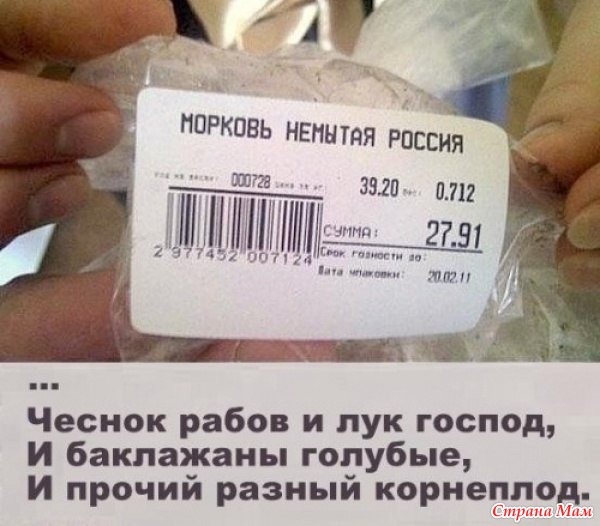 МОРКОВЬ НЕМЫТАЯ РОССИЯ
000728 39.20 0.712
СУММА: 27.91
2 977452 007124
Срок годности до:
Дата упаковки: 20.02.11
...
Чеснок рабов и лук господ,
И баклажаны голубые,
И прочий разный корнеплод.
Страна Мам